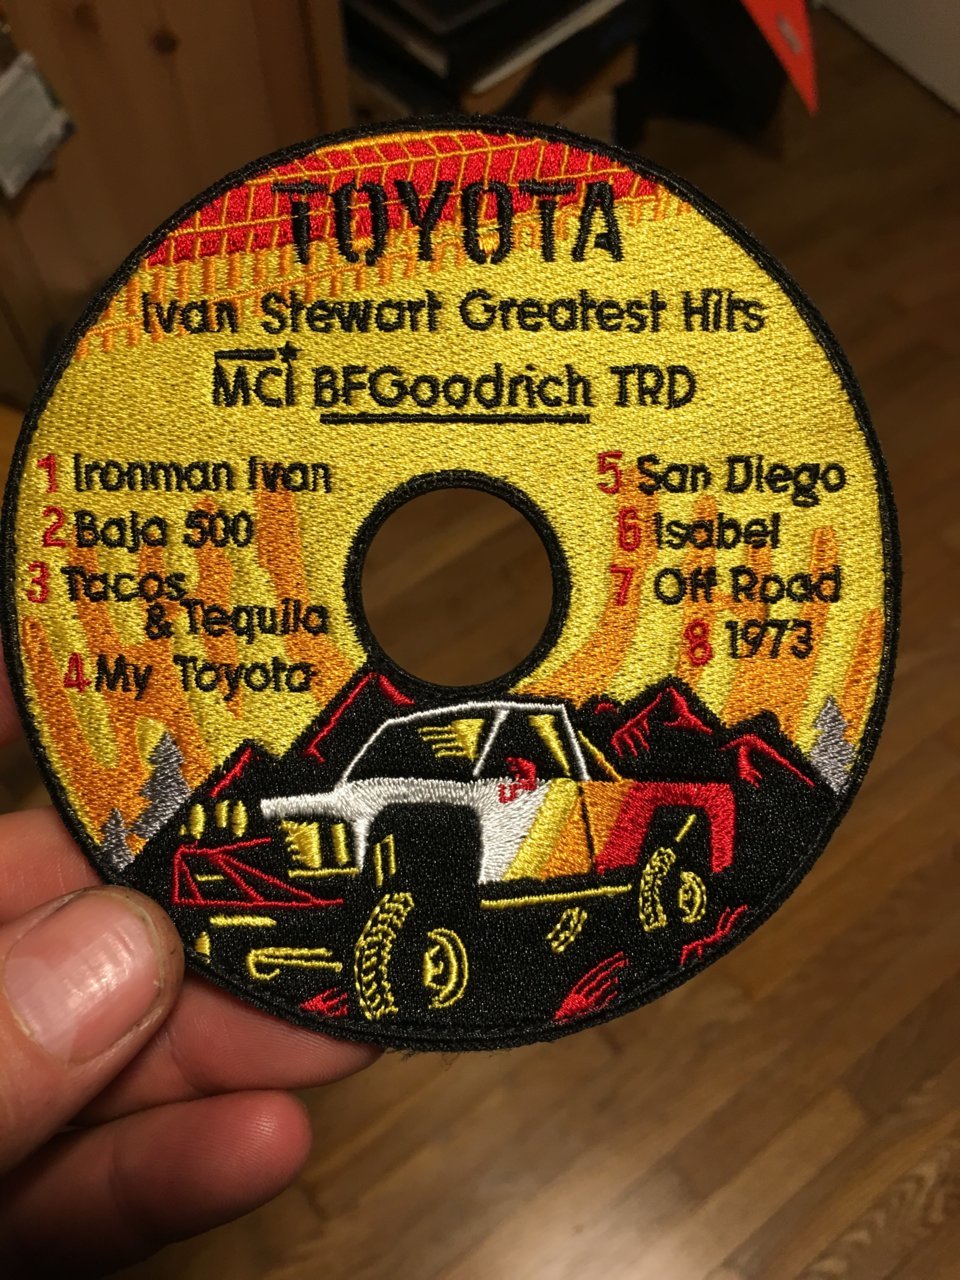 TOYOTA
Ivan Stewart Greatest Hits
MCI BFGoodrich TRD
1 Ironman Ivan
2 Baja 500
3 Tacos
& Tequila
4 My Toyota
5 San Diego
6 Isabel
7 Off Road
8 1973